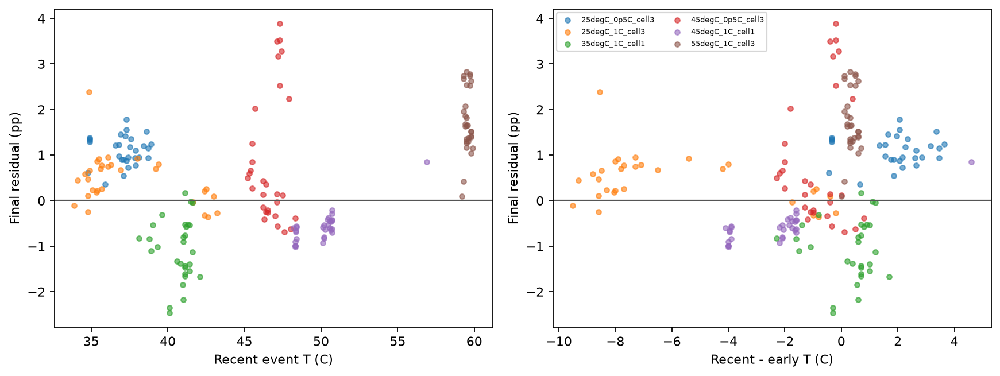 4
3
2
1
0
−1
−2
Final residual (pp)
35
40
45
50
55
60
Recent event T (C)
25degC_0p5C_cell3
25degC_1C_cell3
35degC_1C_cell1
45degC_0p5C_cell3
45degC_1C_cell1
55degC_1C_cell3
4
3
2
1
0
−1
−2
Final residual (pp)
−10
−8
−6
−4
−2
0
2
4
Recent - early T (C)